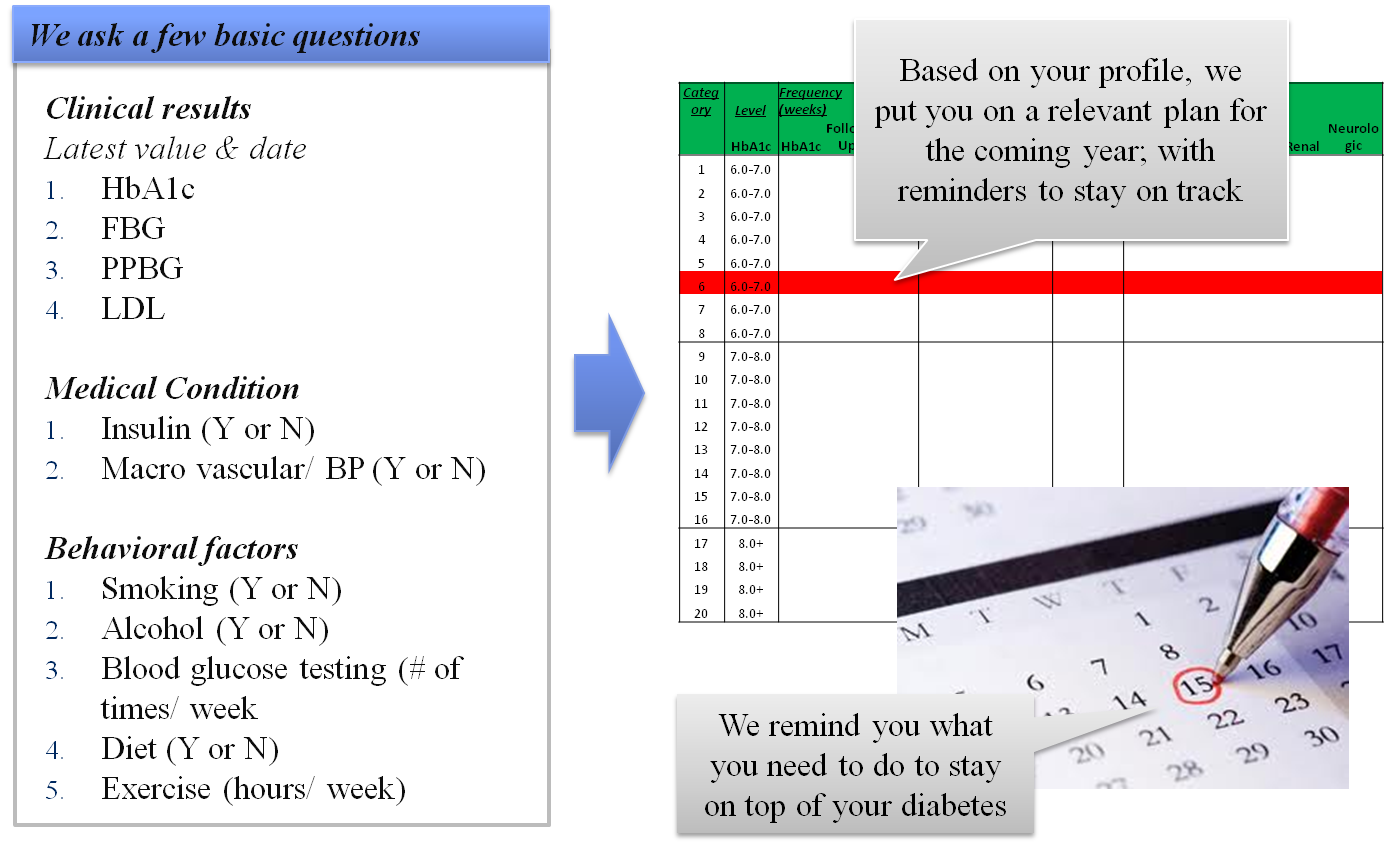 We ask a few basic questions
Clinical results
Latest value & date
1. HbA1c
2. FBG
3. PPBG
4. LDL
Medical Condition
1. Insulin (Y or N)
2. Macro vascular/ BP (Y or N)
Behavioral factors
1. Smoking (Y or N)
2. Alcohol (Y or N)
3. Blood glucose testing (# of
times/ week
4. Diet (Y or N)
5. Exercise (hours/ week)
Based on your profile, we
put you on a relevant plan for
the coming year; with
reminders to stay on track
Categ
ory
Level
Frequency
(weeks)
HbA1c
HbA1c
Follo
Up
Renal
Neurolo
gic
1 6.0-7.0
2 6.0-7.0
3 6.0-7.0
4 6.0-7.0
5 6.0-7.0
6 6.0-7.0
7 6.0-7.0
8 6.0-7.0
9 7.0-8.0
10 7.0-8.0
11 7.0-8.0
12 7.0-8.0
13 7.0-8.0
14 7.0-8.0
15 7.0-8.0
16 7.0-8.0
17 8.0+
18 8.0+
19 8.0+
20 8.0+
29 30
M T W T F
1 2
6 7 8 10
13 14 15 16 17
20 21 22 23
28 29 30
We remind you what
you need to do to stay
on top of your diabetes